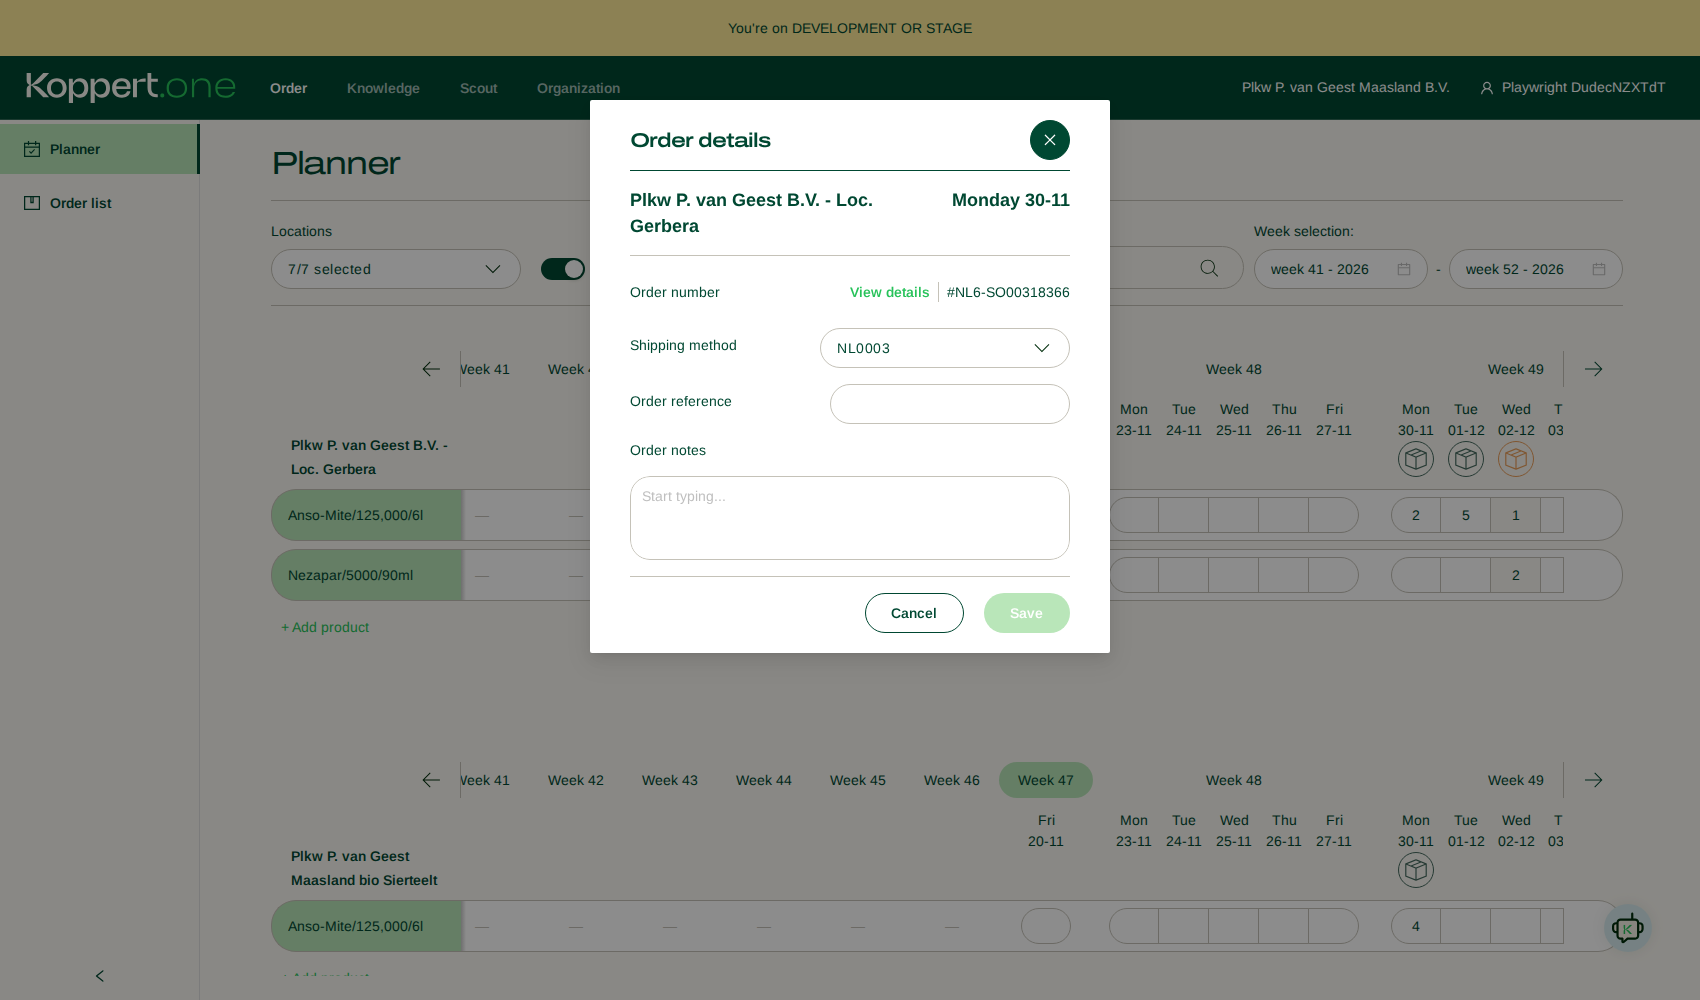 You're on DEVELOPMENT OR STAGE
Koppert.one
Order
Knowledge
Scout
Organization
Plkw P. van Geest Maasland B.V.
Playwright DudecNZXTdT
Planner
Order list
Planner
Locations
7/7 selected
Week selection:
week 41 - 2026
-
week 52 - 2026
Order details
Plkw P. van Geest B.V. - Loc.
Gerbera
Monday 30-11
Order number
View details
#NL6-SO00318366
Shipping method
NL0003
Order reference
Order notes
Start typing...
Cancel
Save
Week 41
Week 4
Week 48
Week 49
Mon
Tue
Wed
Thu
Fri
Mon
Tue
Wed
T
23-11
24-11
25-11
26-11
27-11
30-11
01-12
02-12
03
Plkw P. van Geest B.V. -
Loc. Gerbera
Anso-Mite/125,000/6l
—
—
2
5
1
Nezapar/5000/90ml
—
—
2
+ Add product
Week 41
Week 42
Week 43
Week 44
Week 45
Week 46
Week 47
Week 48
Week 49
Fri
Mon
Tue
Wed
Thu
Fri
Mon
Tue
Wed
T
20-11
23-11
24-11
25-11
26-11
27-11
30-11
01-12
02-12
03
Plkw P. van Geest
Maasland bio Sierteelt
Anso-Mite/125,000/6l
—
—
—
—
—
—
4
+ Add product